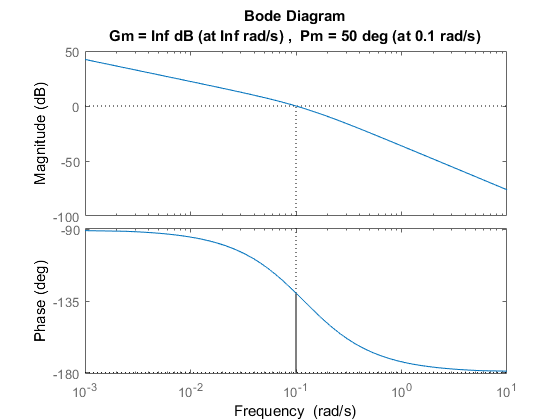 Bode Diagram
Gm = Inf dB (at Inf rad/s) , Pm = 50 deg (at 0.1 rad/s)
50
0
-50
-100
Magnitude (dB)
-90
-135
-180
Phase (deg)
10^-3 10^-2 10^-1 10^0 10^1
Frequency (rad/s)